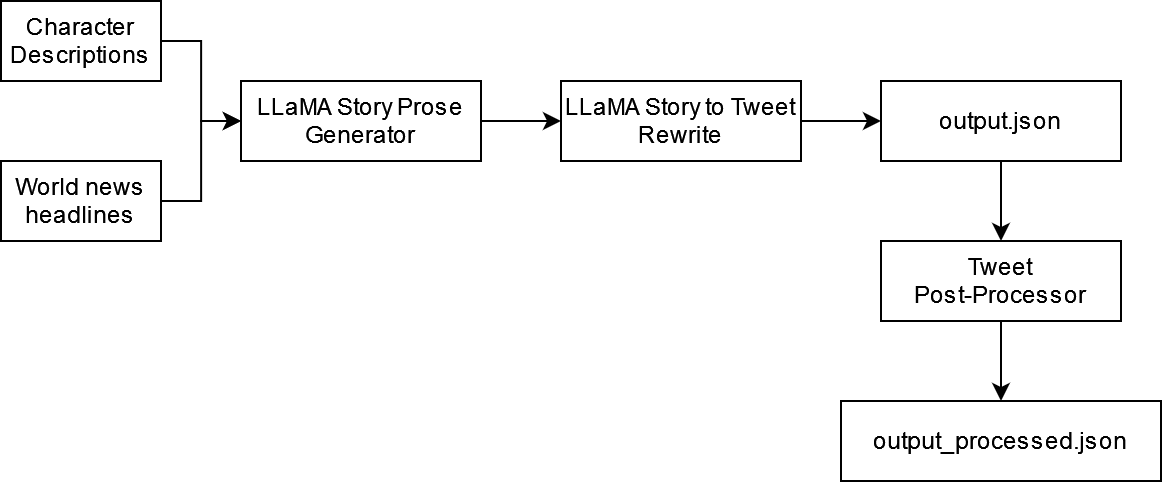 Character
Descriptions
World news
headlines
LLaMA Story Prose
Generator
LLaMA Story to Tweet
Rewrite
output.json
Tweet
Post-Processor
output_processed.json